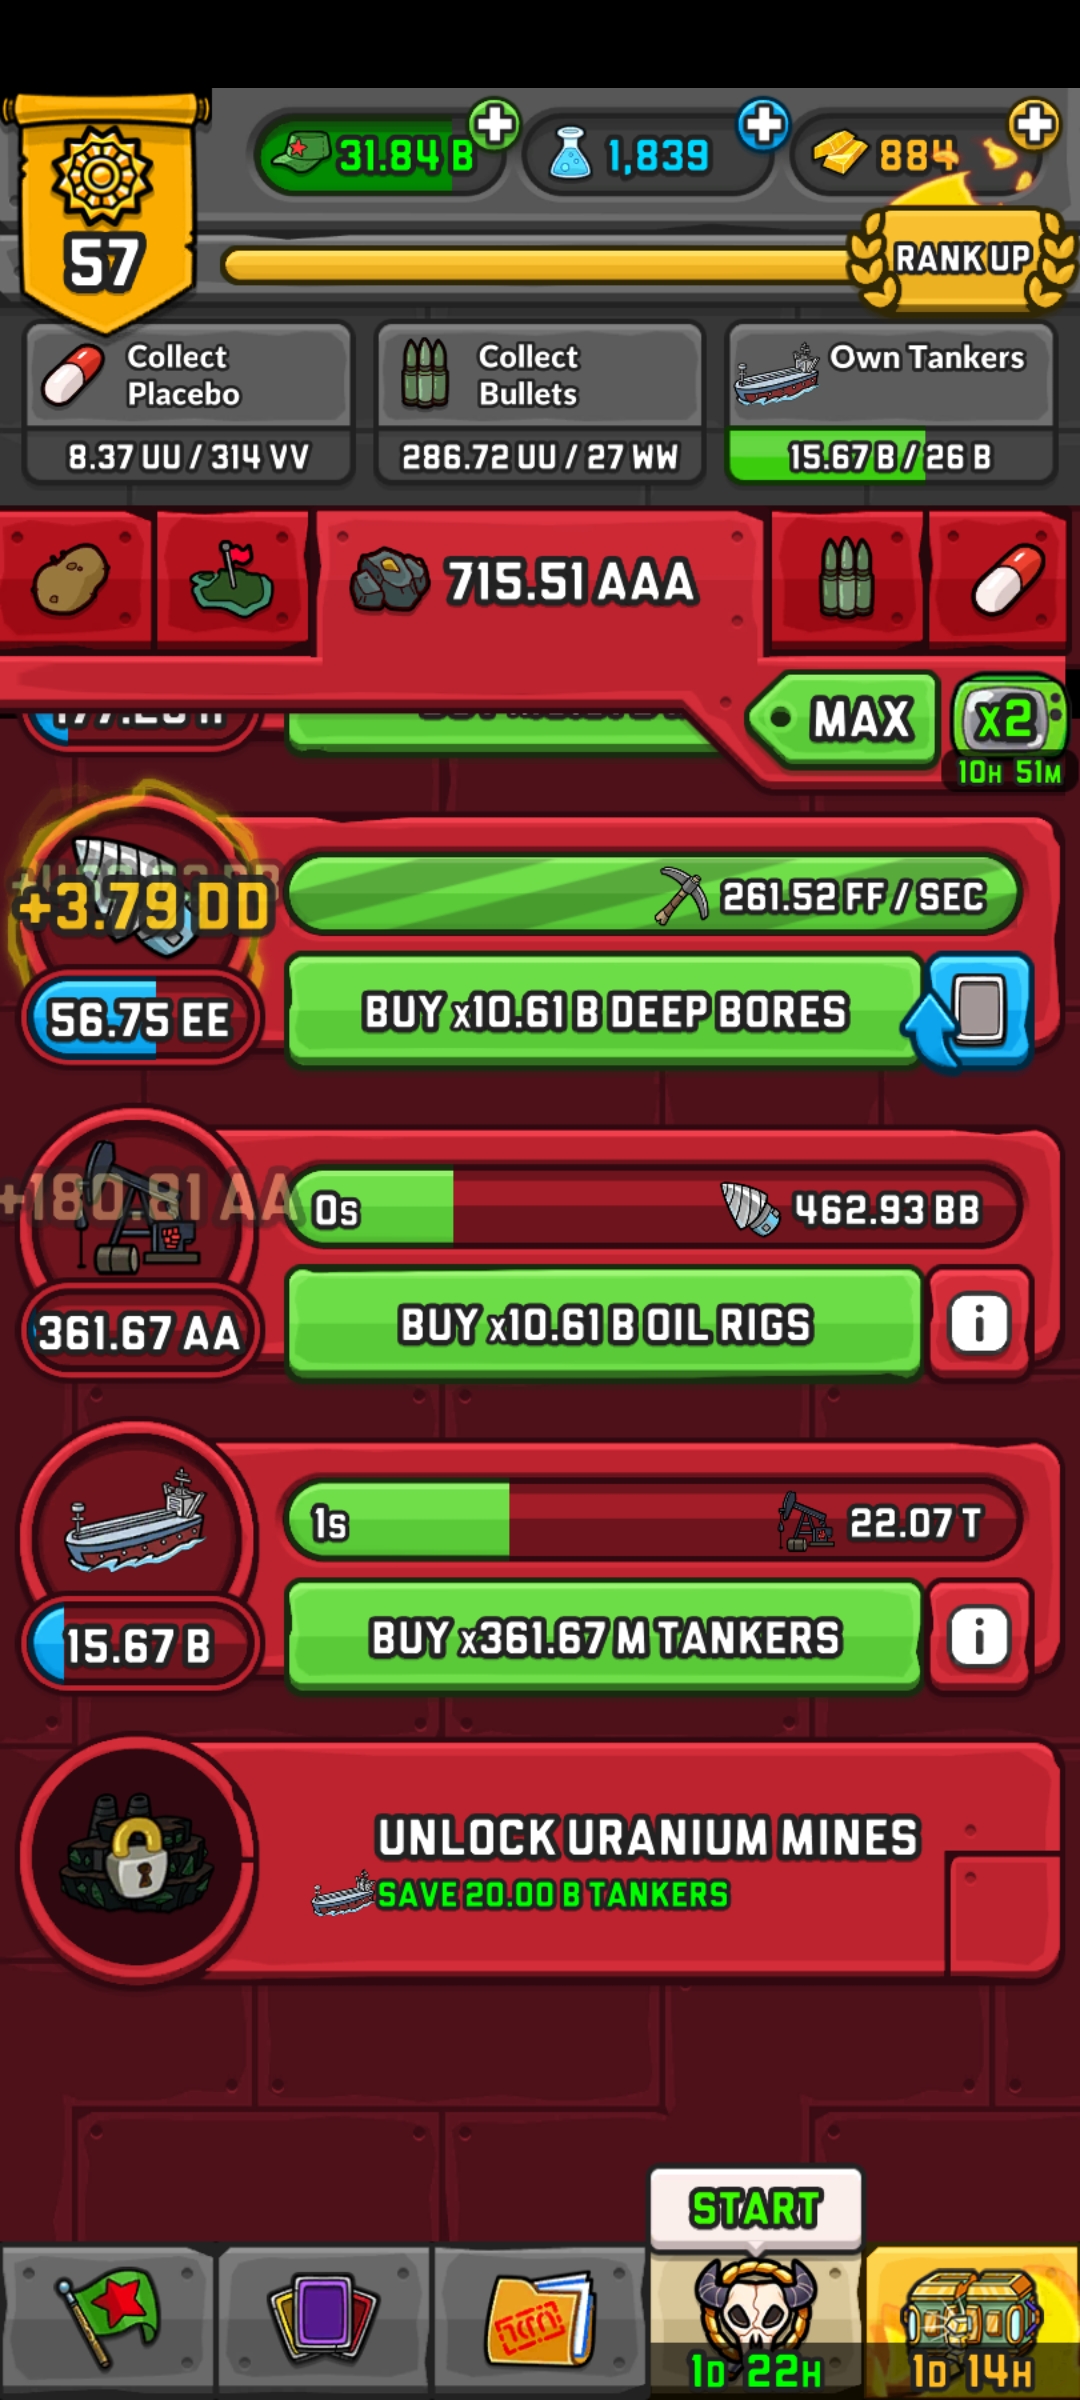 31.84 B
1,839
884
57
RANK UP
Collect
Placebo
8.37 UU / 314 VV
Collect
Bullets
286.72 UU / 27 WW
Own Tankers
15.67 B / 26 B
715.51 AAA
MAX
x2
10H 51M
+3.79 DD
261.52 FF / SEC
56.75 EE
BUY x10.61 B DEEP BORES
+180.81 AA
0s
462.93 BB
361.67 AA
BUY x10.61 B OIL RIGS
i
1s
22.07 T
15.67 B
BUY x361.67 M TANKERS
i
UNLOCK URANIUM MINES
SAVE 20.00 B TANKERS
START
1D 22H
1D 14H